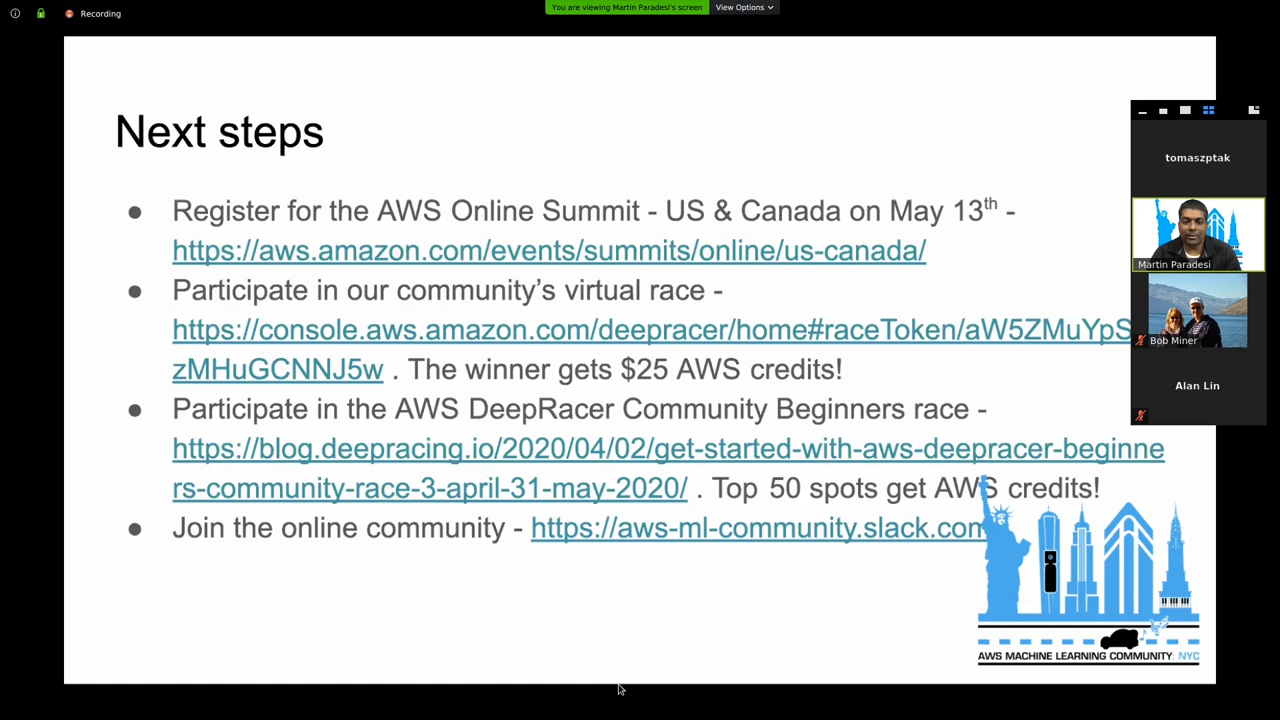 Recording
You are viewing Martin Paradesi's screen
View Options
Next steps
Register for the AWS Online Summit - US & Canada on May 13th -
https://aws.amazon.com/events/summits/online/us-canada/
Participate in our community’s virtual race -
https://console.aws.amazon.com/deepracer/home#raceToken/aW5ZMuYpS
zMHuGCNNJ5w . The winner gets $25 AWS credits!
Participate in the AWS DeepRacer Community Beginners race -
https://blog.deepracing.io/2020/04/02/get-started-with-aws-deepracer-beginne
rs-community-race-3-april-31-may-2020/ . Top 50 spots get AWS credits!
Join the online community - https://aws-ml-community.slack.com
tomaszptak
Martin Paradesi
Bob Miner
Alan Lin
AWS MACHINE LEARNING COMMUNITY: NYC